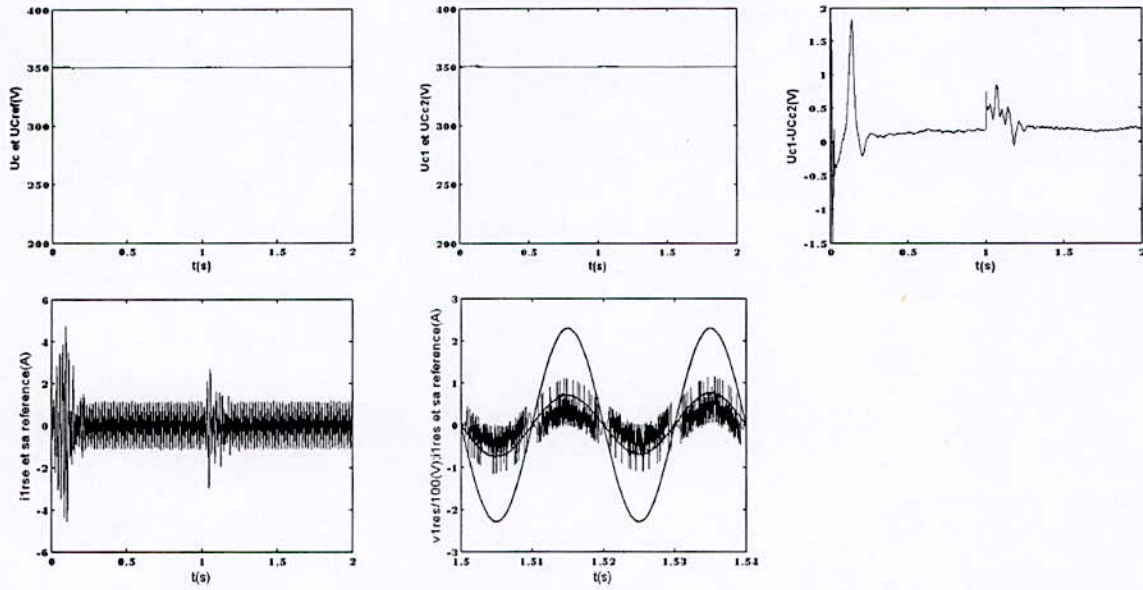 400
350
300
250
200
Uc et UCref(V)
0 0.5 1 1.5 2
t(s)
400
350
300
250
200
Uc1 et UCc2(V)
0 0.5 1 1.5 2
t(s)
2
1.5
1
0.5
0
-0.5
-1
-1.5
Uc1-UCc2(V)
0 0.5 1 1.5 2
t(s)
6
4
2
0
-2
-4
-6
i1rse et sa reference(A)
0 0.5 1 1.5 2
t(s)
3
2
1
0
-1
-2
-3
v1res/100(V);i1res et sa reference(A)
1.5 1.51 1.52 1.53 1.54
t(s)